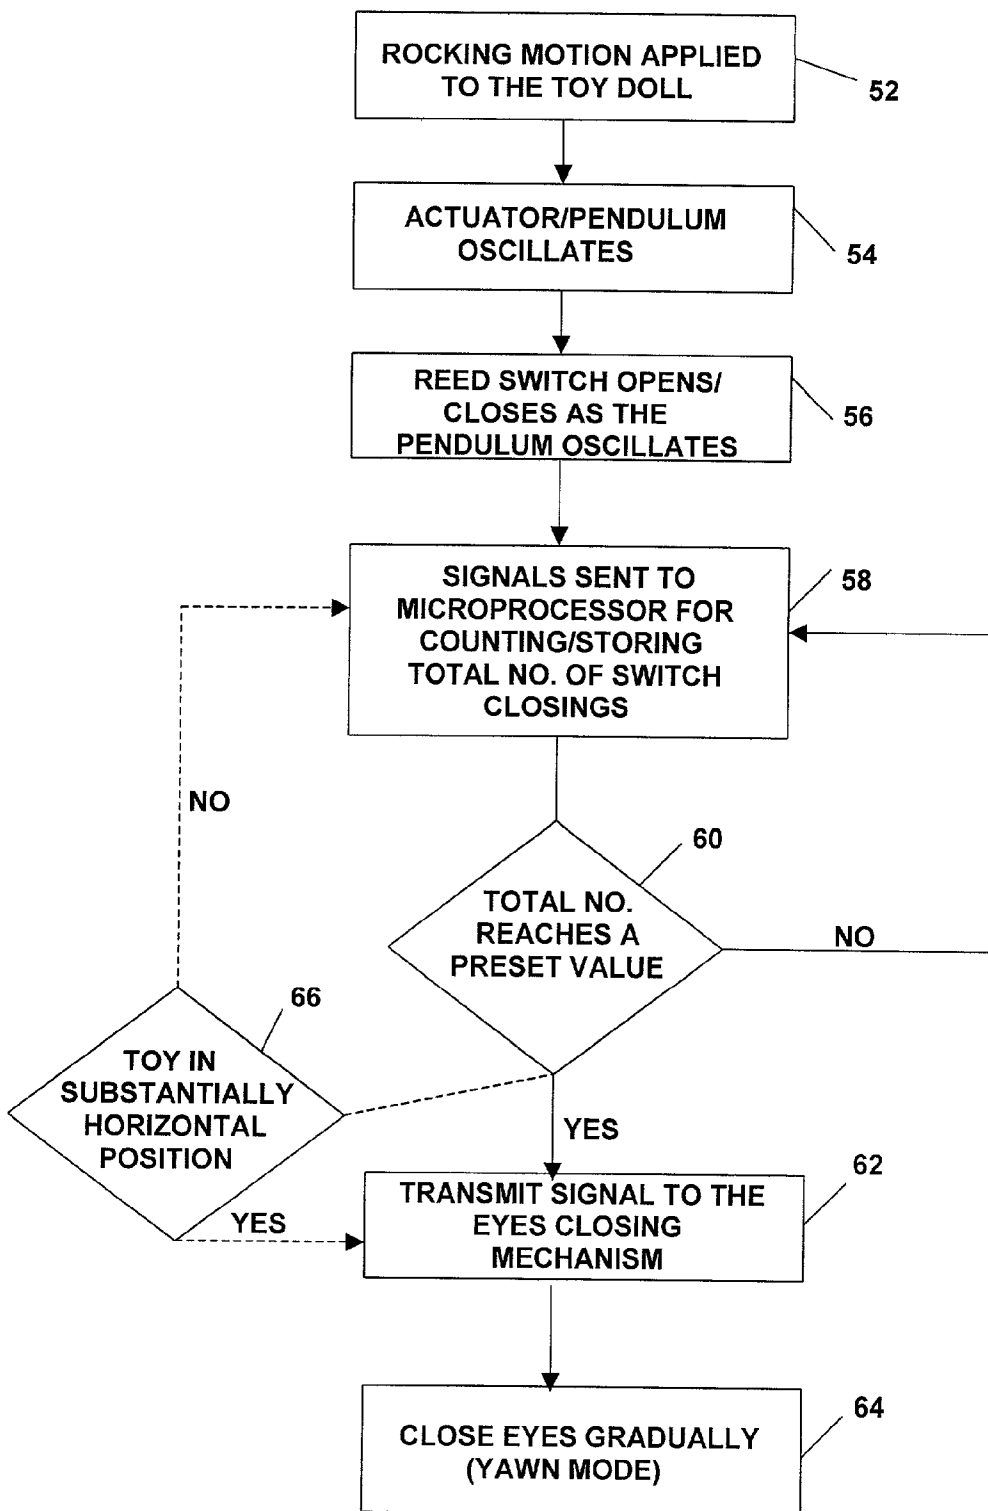 ROCKING MOTION APPLIED
TO THE TOY DOLL
52
ACTUATOR/PENDULUM
OSCILLATES
54
REED SWITCH OPENS/
CLOSES AS THE
PENDULUM OSCILLATES
56
SIGNALS SENT TO
MICROPROCESSOR FOR
COUNTING/STORING
TOTAL NO. OF SWITCH
CLOSINGS
58
NO
60
TOTAL NO.
REACHES A
PRESET VALUE
NO
66
TOY IN
SUBSTANTIALLY
HORIZONTAL
POSITION
YES
YES
62
TRANSMIT SIGNAL TO THE
EYES CLOSING
MECHANISM
64
CLOSE EYES GRADUALLY
(YAWN MODE)